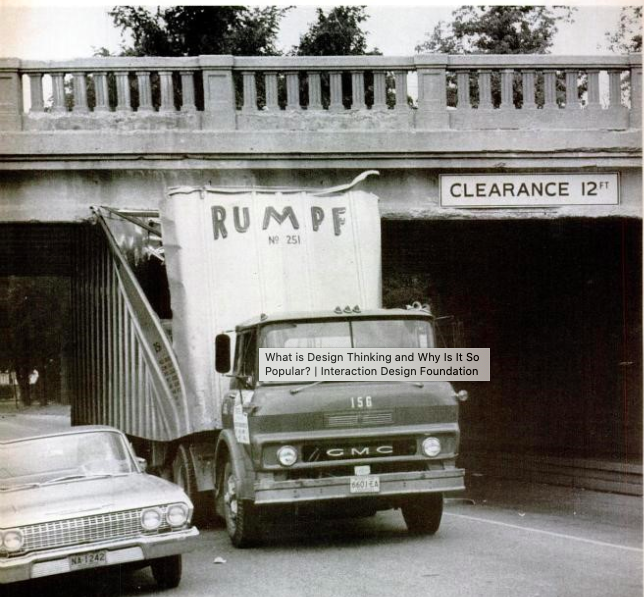 CLEARANCE 12FT
RUMPF
No 251
What is Design Thinking and Why Is It So
Popular? | Interaction Design Foundation
156
GMC
6601-EA
NA-1242